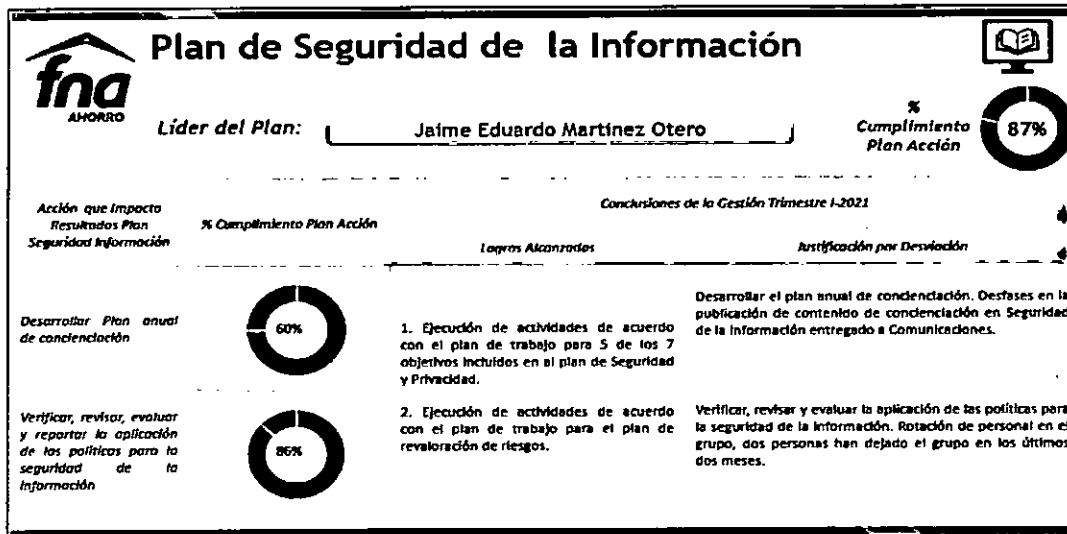 Plan de Seguridad de la Información
fna
AHORRO
Líder del Plan:
Jaime Eduardo Martínez Otero
%
Cumplimiento
Plan Acción
87%
Acción que Impacta
Resultados Plan
Seguridad Información
% Cumplimiento Plan Acción
Conclusiones de la Gestión Trimestre I-2021
Logros Alcanzados
Justificación por Desviación
Desarrollar Plan anual
de concienciación
60%
1. Ejecución de actividades de acuerdo
con el plan de trabajo para 5 de los 7
objetivos incluidos en al plan de Seguridad
y Privacidad.
Desarrollar el plan anual de concienciación. Desfases en la
publicación de contenido de concienciación en Seguridad
de la Información entregado a Comunicaciones.
Verificar, revisar, evaluar
y reportar la aplicación
de las políticas para la
seguridad de la
información
86%
2. Ejecución de actividades de acuerdo
con el plan de trabajo para el plan de
revaloración de riesgos.
Verificar, revisar y evaluar la aplicación de las políticas para
la seguridad de la información. Rotación de personal en el
grupo, dos personas han dejado el grupo en los últimos
dos meses.